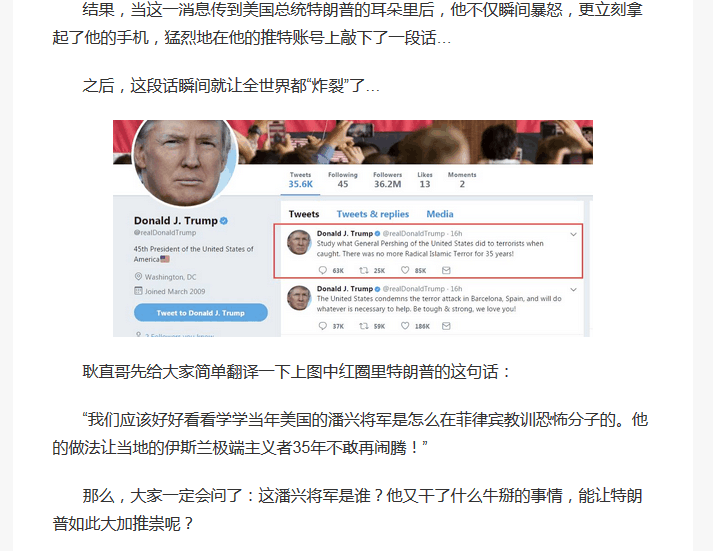 结果，当这一消息传到美国总统特朗普的耳朵里后，他不仅瞬间暴怒，更立刻拿
起了他的手机，猛烈地在他的推特账号上敲下了一段话...
之后，这段话瞬间就让全世界都“炸裂”了...
Tweets Following Followers Likes Moments
35.6K 45 36.2M 13 2
Donald J. Trump
@realDonaldTrump
45th President of the United States of
America
Washington, DC
Joined March 2009
Tweet to Donald J. Trump
2 Followers you know
Tweets Tweets & replies Media
Donald J. Trump @realDonaldTrump · 16h
Study what General Pershing of the United States did to terrorists when
caught. There was no more Radical Islamic Terror for 35 years!
63K 25K 85K
Donald J. Trump @realDonaldTrump · 16h
The United States condemns the terror attack in Barcelona, Spain, and will do
whatever is necessary to help. Be tough & strong, we love you!
37K 59K 186K
耿直哥先给大家简单翻译一下上图中红圈里特朗普的这句话：
“我们应该好好看看学学当年美国的潘兴将军是怎么在菲律宾教训恐怖分子的。他
的做法让当地的伊斯兰极端主义者35年不敢再闹腾！”
那么，大家一定会问了：这潘兴将军是谁？他又干了什么牛掰的事情，能让特朗
普如此大加推崇呢？